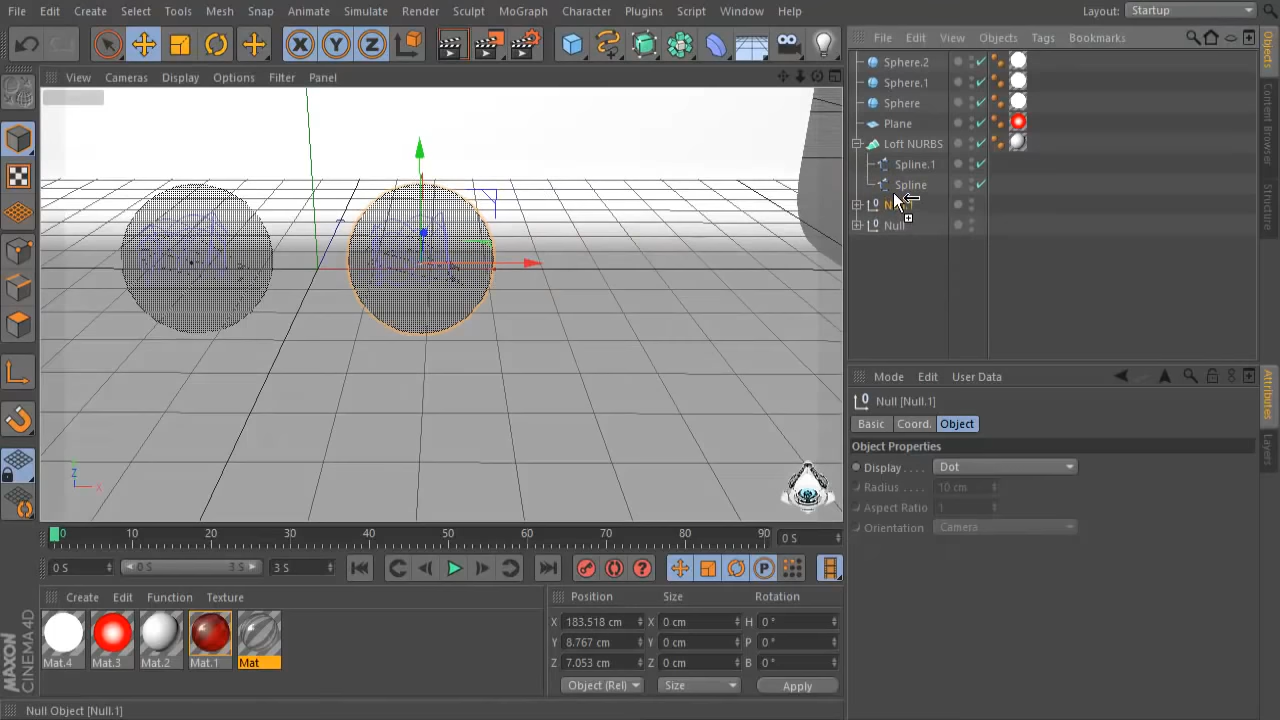 File Edit Create Select Tools Mesh Snap Animate Simulate Render Sculpt MoGraph Character Plugins Script Window Help Layout: Startup
X Y Z
File Edit View Objects Tags Bookmarks
View Cameras Display Options Filter Panel
Sphere.2
Sphere.1
Sphere
Plane
Loft NURBS
Spline.1
Spline
Null
Objects
Content Browser
Structure
Mode Edit User Data
Null [Null.1]
Basic Coord. Object
Object Properties
Display . . . . Dot
Radius . . . . 10 cm
Aspect Ratio 1
Orientation Camera
Attributes
Layers
Z
X
0 10 20 30 40 50 60 70 80 90 0 S
0 S 0 S 3 S 3 S
P
Create Edit Function Texture
Mat.4 Mat.3 Mat.2 Mat.1 Mat
Position Size Rotation
X 183.518 cm X 0 cm H 0 °
Y 8.767 cm Y 0 cm P 0 °
Z 7.053 cm Z 0 cm B 0 °
Object (Rel) Size Apply
MAXON
CINEMA 4D
Null Object [Null.1]